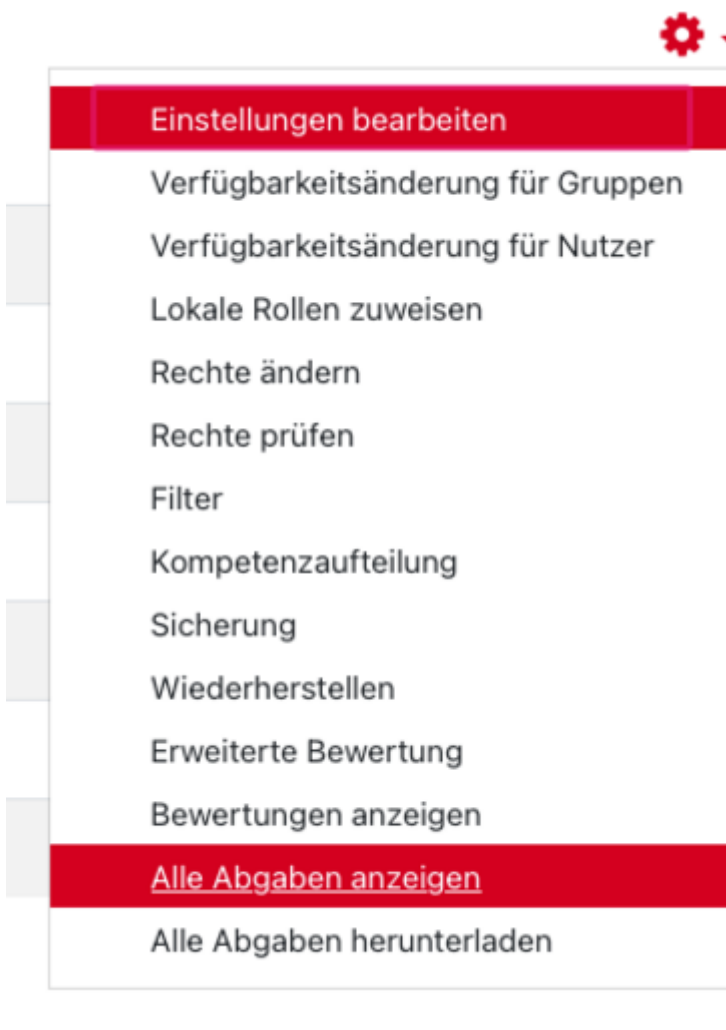 Einstellungen bearbeiten
Verfügbarkeitsänderung für Gruppen
Verfügbarkeitsänderung für Nutzer
Lokale Rollen zuweisen
Rechte ändern
Rechte prüfen
Filter
Kompetenzaufteilung
Sicherung
Wiederherstellen
Erweiterte Bewertung
Bewertungen anzeigen
Alle Abgaben anzeigen
Alle Abgaben herunterladen